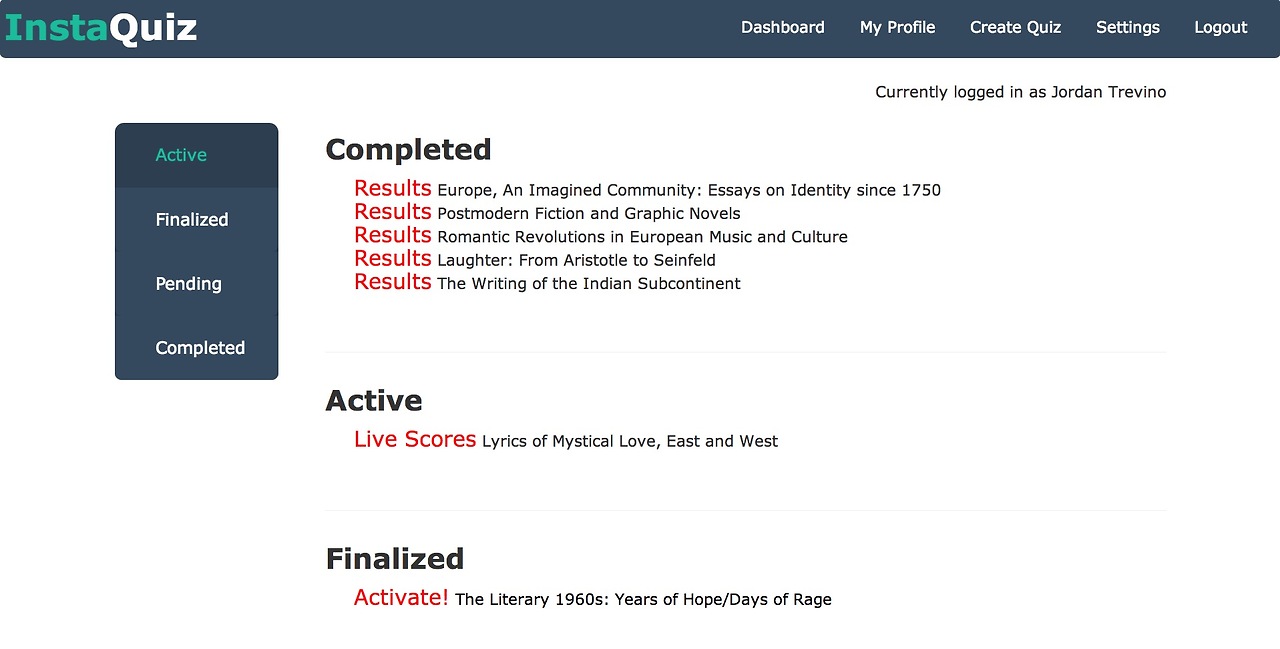 InstaQuiz
Dashboard My Profile Create Quiz Settings Logout
Currently logged in as Jordan Trevino
Active
Finalized
Pending
Completed
Completed
Results Europe, An Imagined Community: Essays on Identity since 1750
Results Postmodern Fiction and Graphic Novels
Results Romantic Revolutions in European Music and Culture
Results Laughter: From Aristotle to Seinfeld
Results The Writing of the Indian Subcontinent
Active
Live Scores Lyrics of Mystical Love, East and West
Finalized
Activate! The Literary 1960s: Years of Hope/Days of Rage